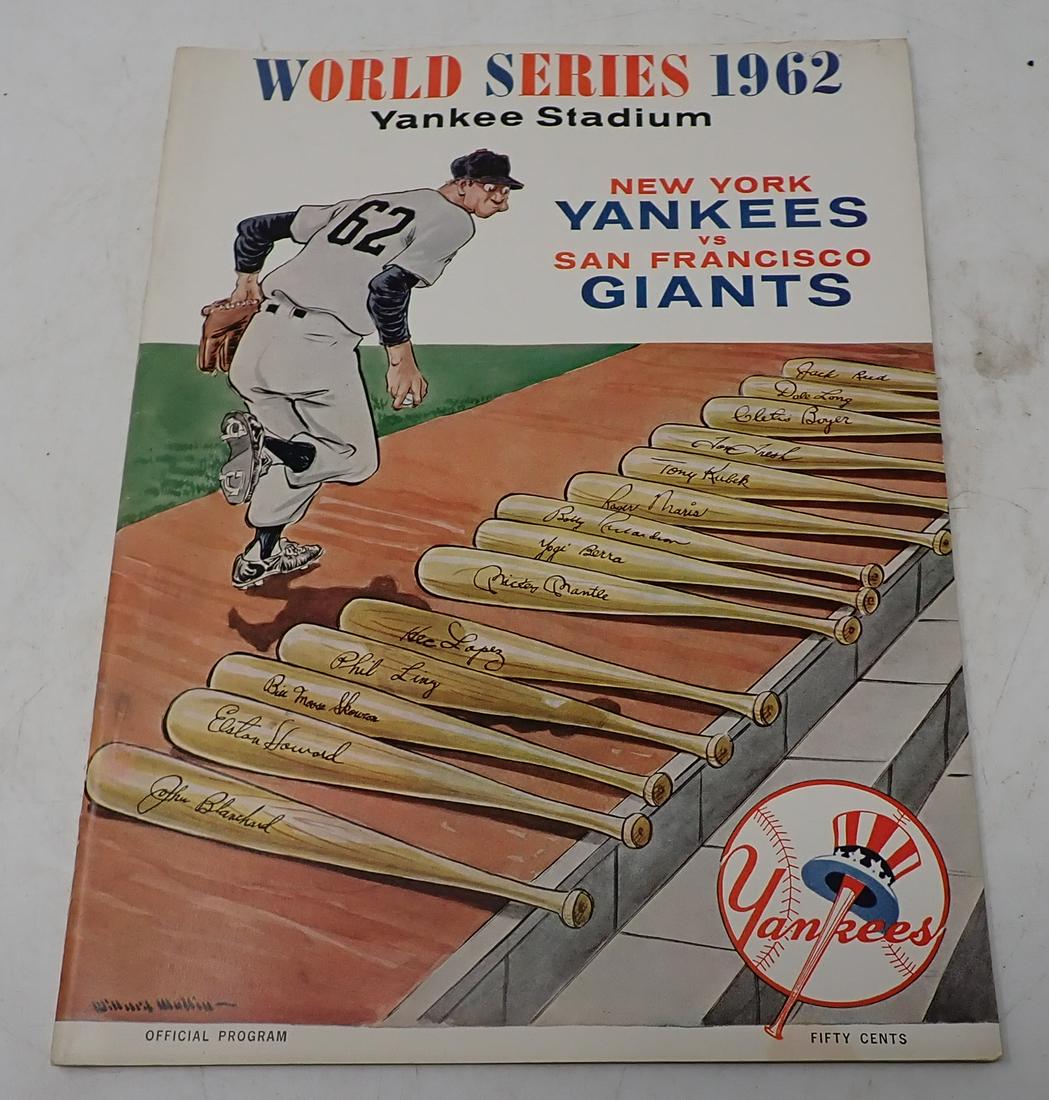 WORLD SERIES 1962
Yankee Stadium
62
NEW YORK
YANKEES
VS
SAN FRANCISCO
GIANTS
Jack Reed
Dale Long
Cletis Boyer
Tom Tresh
Tony Kubek
Roger Maris
Bobby Richardson
Yogi Berra
Mickey Mantle
Hec Lopez
Phil Linz
Bill Moose Skowron
Elston Howard
John Blanchard
Yankees
Willard Mullin
OFFICIAL PROGRAM
FIFTY CENTS